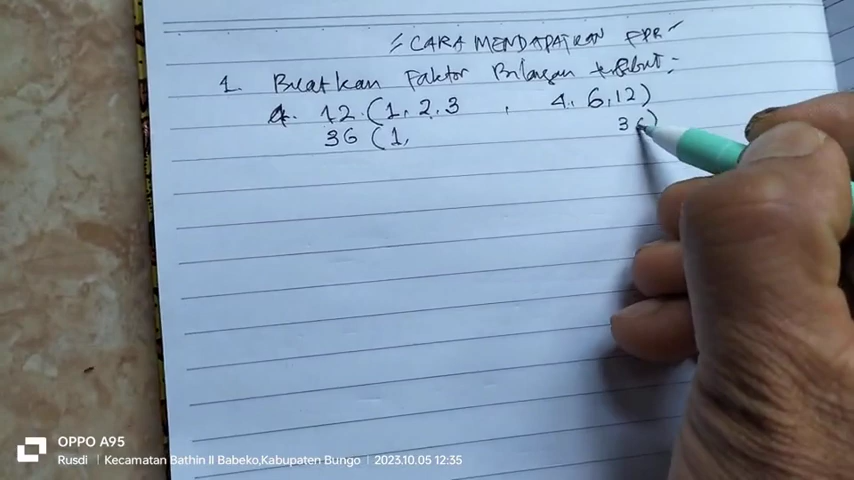 = CARA MENDAPATKAN FPB =
1. Buatkan Faktor Bilangan tersebut:
a. 12 (1, 2, 3 , 4, 6, 12)
36 (1, 36)
OPPO A95
Rusdi | Kecamatan Bathin II Babeko,Kabupaten Bungo | 2023.10.05 12:35